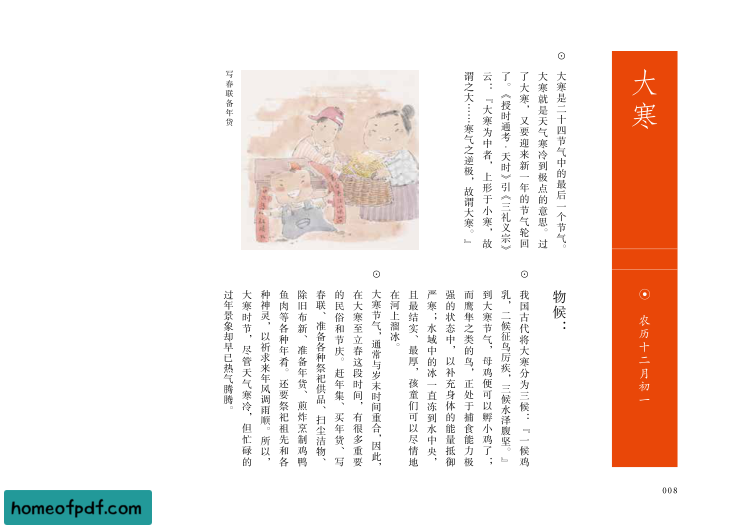 大寒
农历十二月初一
大寒是二十四节气中的最后一个节气。
大寒就是天气寒冷到极点的意思。过
了大寒，又要迎来新一年的节气轮回
了。《授时通考·天时》引《三礼义宗》
云：『大寒为中者，上形于小寒，故
谓之大……寒气之逆极，故谓大寒。』
写春联备年货
物候：
我国古代将大寒分为三候：『一候鸡
乳，二候征鸟厉疾，三候水泽腹坚。』
到大寒节气，母鸡便可以孵小鸡了；
而鹰隼之类的鸟，正处于捕食能力极
强的状态中，以补充身体的能量抵御
严寒；水域中的冰一直冻到水中央，
且最结实、最厚，孩童们可以尽情地
在河上溜冰。
大寒节气，通常与岁末时间重合，因此，
在大寒至立春这段时间，有很多重要
的民俗和节庆。赶年集、买年货、写
春联、准备各种祭祀供品、扫尘洁物、
除旧布新、准备年货、煎炸烹制鸡鸭
鱼肉等各种年肴。还要祭祀祖先和各
种神灵，以祈求来年风调雨顺。所以，
大寒时节，尽管天气寒冷，但忙碌的
过年景象却早已热气腾腾。
008
homeofpdf.com